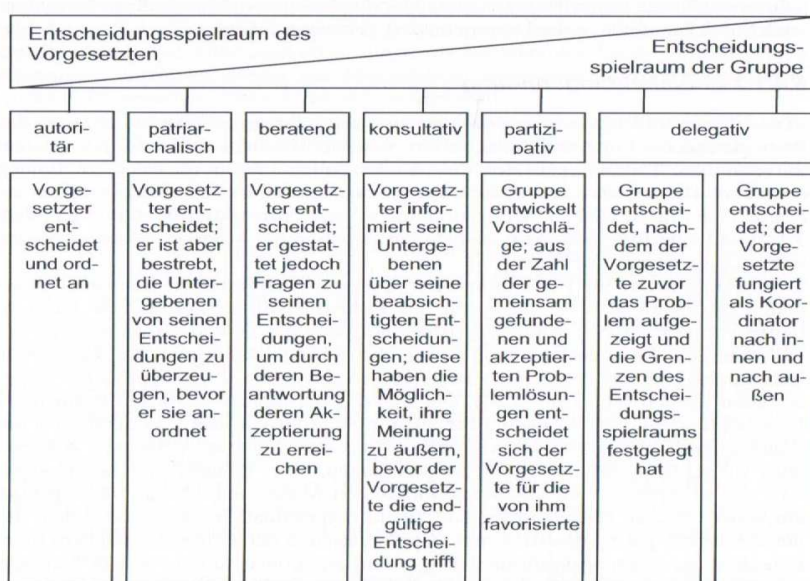 Entscheidungsspielraum des
Vorgesetzten
Entscheidungs-
spielraum der Gruppe
autori-
tär
patriar-
chalisch
beratend
konsultativ
partizi-
pativ
delegativ
Vorge-
setzter
ent-
scheidet
und ord-
net an
Vorgesetz-
ter ent-
scheidet;
er ist aber
bestrebt,
die Unter-
gebenen
von seinen
Entschei-
dungen zu
überzeu-
gen, bevor
er sie an-
ordnet
Vorgesetz-
ter ent-
scheidet;
er gestat-
tet jedoch
Fragen zu
seinen
Entschei-
dungen,
um durch
deren Be-
antwortung
deren Ak-
zeptierung
zu errei-
chen
Vorgesetz-
ter infor-
miert seine
Unterge-
benen
über seine
beabsich-
tigten Ent-
scheidun-
gen; diese
haben die
Möglich-
keit, ihre
Meinung
zu äußern,
bevor der
Vorgesetz-
te die end-
gültige
Entschei-
dung trifft
Gruppe
entwickelt
Vorschlä-
ge; aus
der Zahl
der ge-
meinsam
gefunde-
nen und
akzeptier-
ten Prob-
lemlösun-
gen ent-
scheidet
sich der
Vorgesetz-
te für die
von ihm
favorisierte
Gruppe
entschei-
det, nach-
dem der
Vorgesetz-
te zuvor
das Prob-
lem aufge-
zeigt und
die Gren-
zen des
Entschei-
dungs-
spielraums
festgelegt
hat
Gruppe
entschei-
det; der
Vorge-
setzte
fungiert
als Koor-
dinator
nach in-
nen und
nach au-
ßen